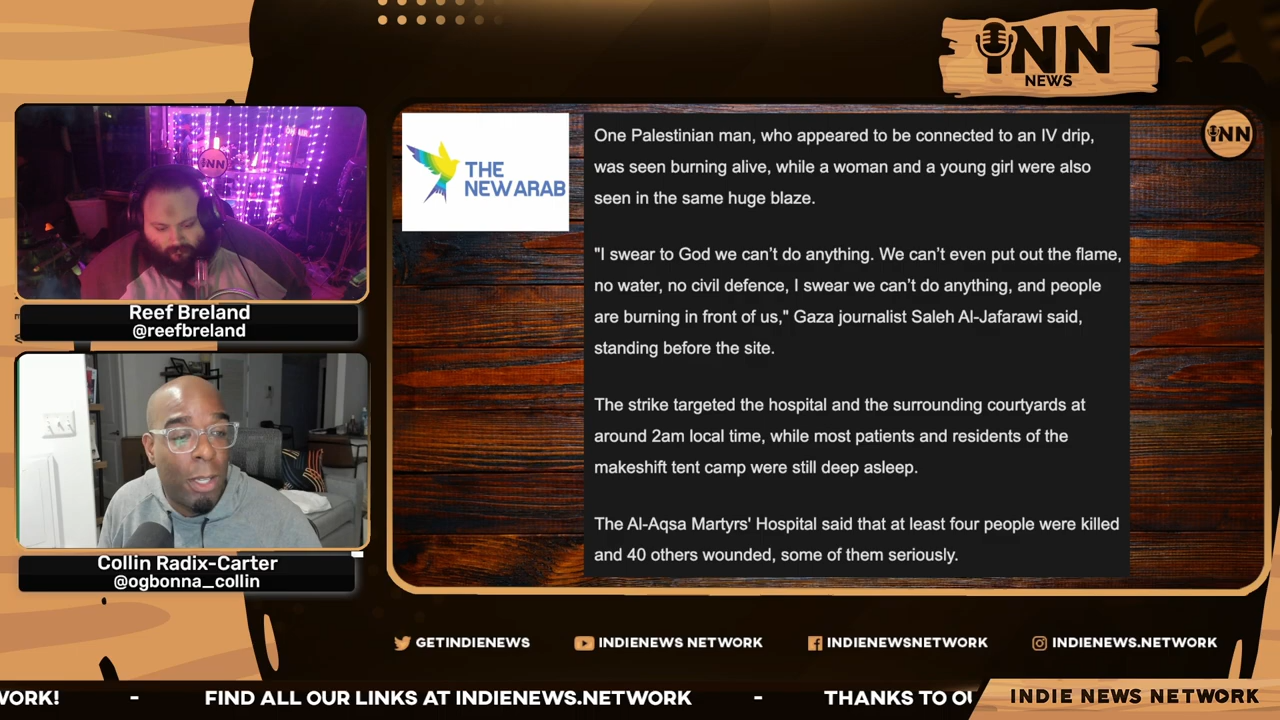 INN
NEWS
INN
INN
Reef Breland
@reefbreland
Collin Radix-Carter
@ogbonna_collin
THE
NEWARAB
One Palestinian man, who appeared to be connected to an IV drip,
was seen burning alive, while a woman and a young girl were also
seen in the same huge blaze.
"I swear to God we can't do anything. We can't even put out the flame,
no water, no civil defence, I swear we can't do anything, and people
are burning in front of us," Gaza journalist Saleh Al-Jafarawi said,
standing before the site.
The strike targeted the hospital and the surrounding courtyards at
around 2am local time, while most patients and residents of the
makeshift tent camp were still deep asleep.
The Al-Aqsa Martyrs' Hospital said that at least four people were killed
and 40 others wounded, some of them seriously.
GETINDIENEWS
INDIENEWS NETWORK
INDIENEWSNETWORK
INDIENEWS.NETWORK
WORK! - FIND ALL OUR LINKS AT INDIENEWS.NETWORK - THANKS TO OU
INDIE NEWS NETWORK